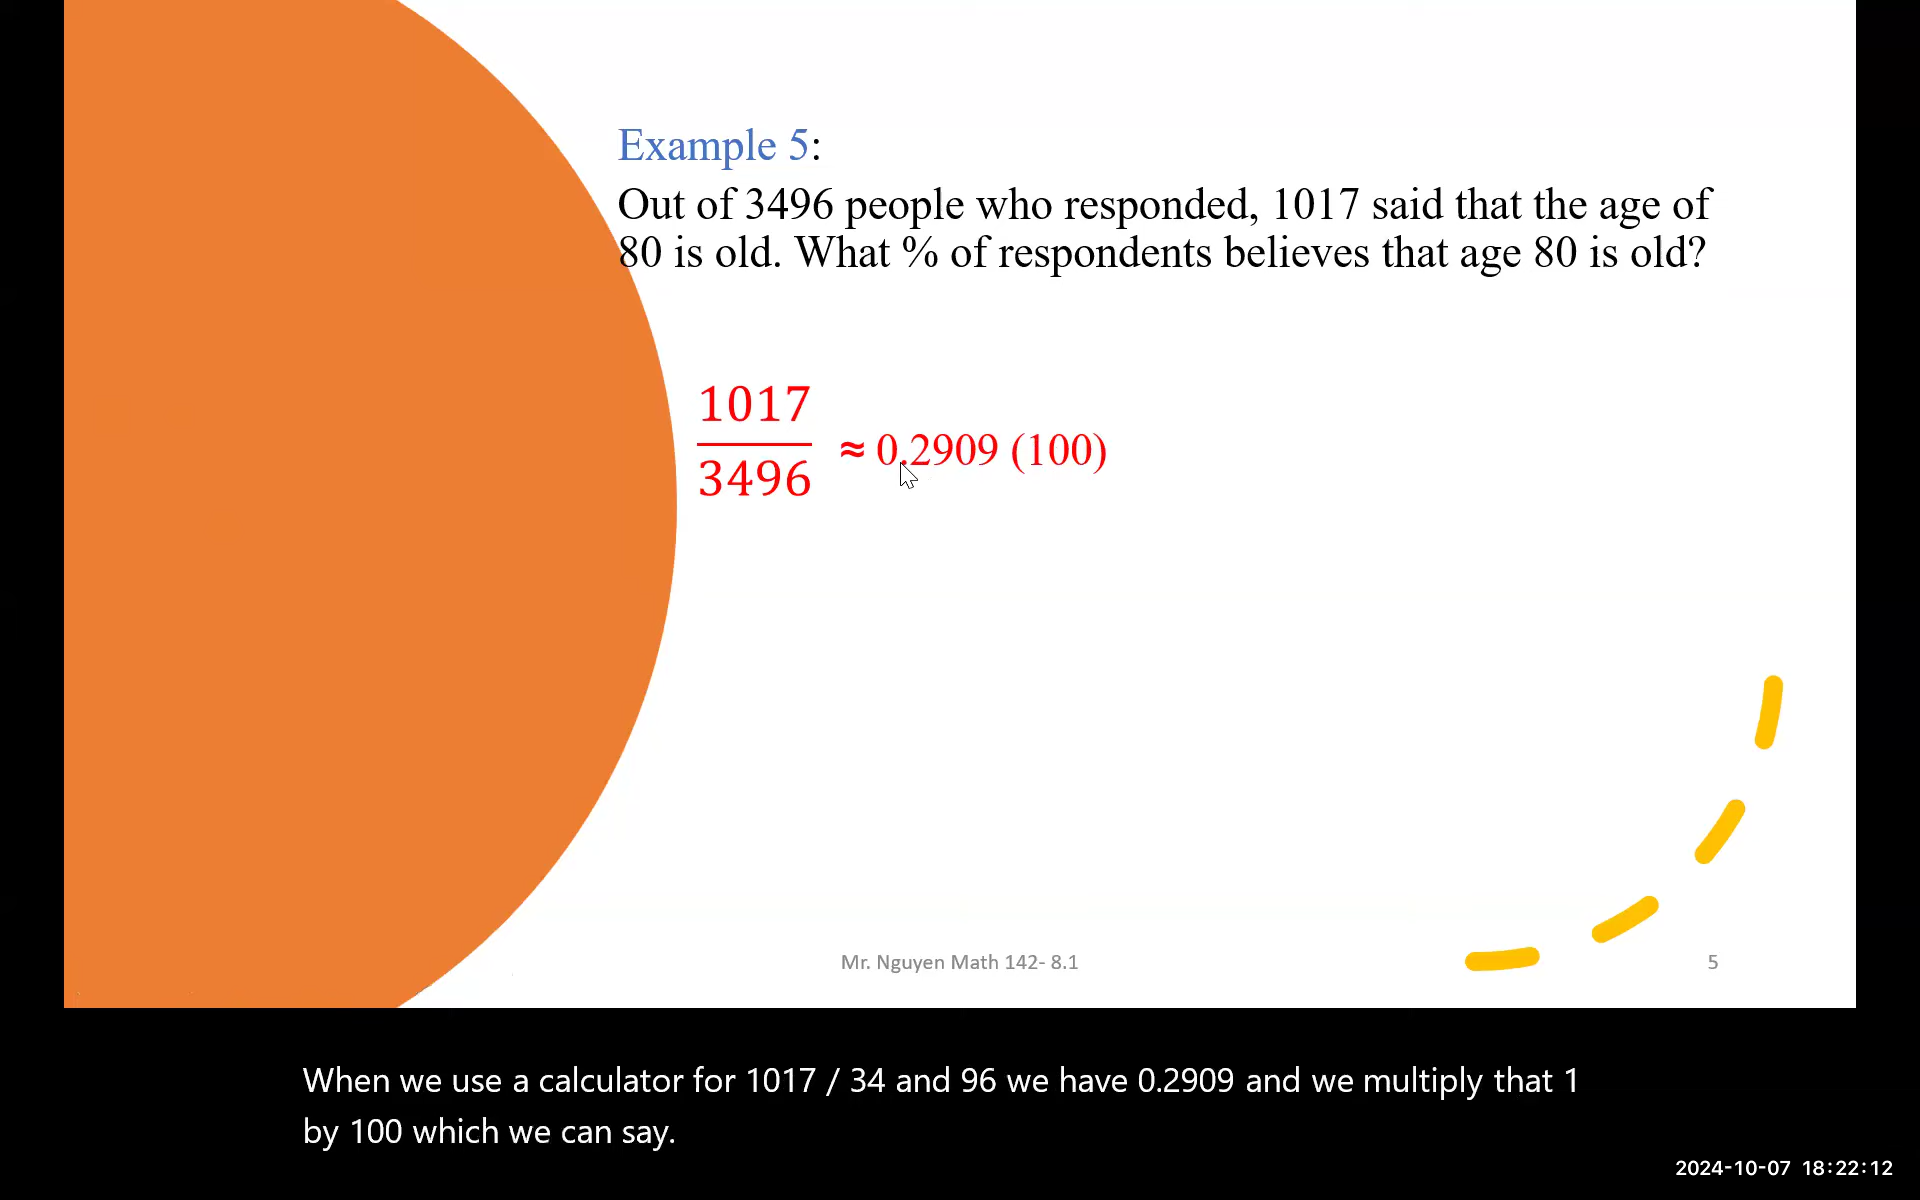 Example 5:
Out of 3496 people who responded, 1017 said that the age of
80 is old. What % of respondents believes that age 80 is old?
1017
3496
≈ 0.2909 (100)
Mr. Nguyen Math 142- 8.1
5
When we use a calculator for 1017 / 34 and 96 we have 0.2909 and we multiply that 1
by 100 which we can say.
2024-10-07 18:22:12